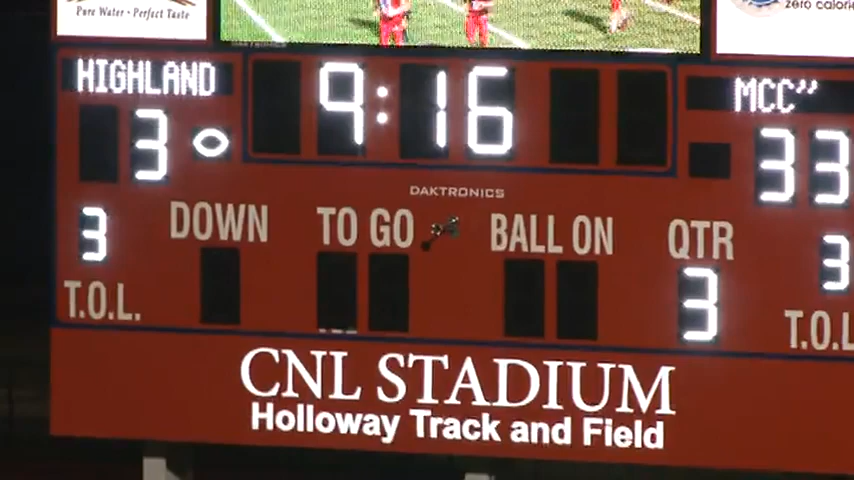 Pure Water • Perfect Taste
zero calorie
HIGHLAND 9:16 MCC”
3 33
DAKTRONICS
3 DOWN TO GO BALL ON QTR 3
T.O.L. 3 T.O.L
CNL STADIUM
Holloway Track and Field